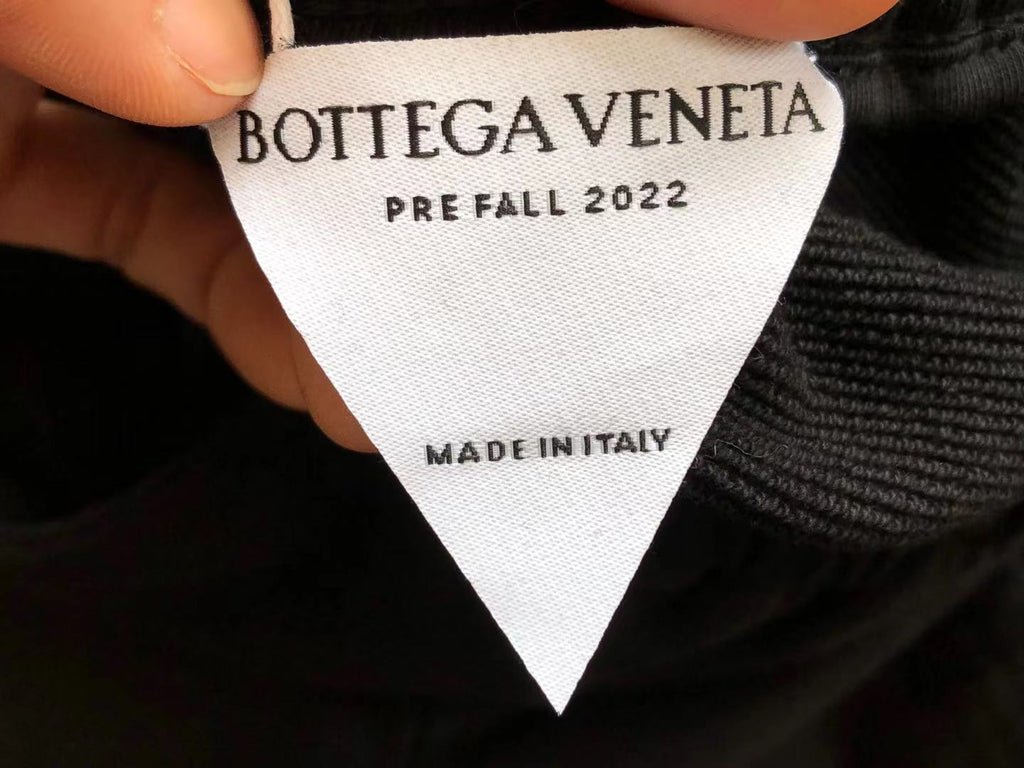 BOTTEGA VENETA
PRE FALL 2022
MADE IN ITALY